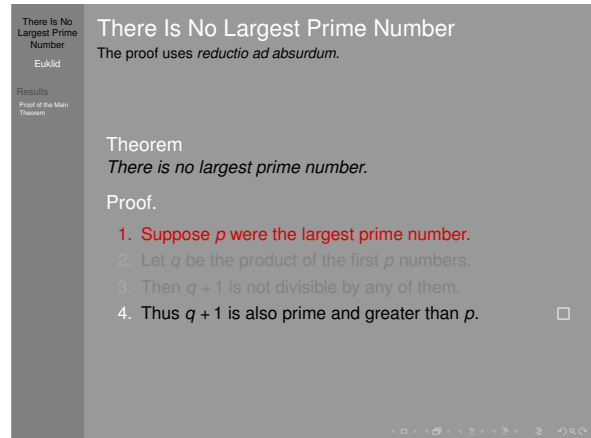 There Is No
Largest Prime
Number
Euklid
Results
Proof of the Main
Theorem
There Is No Largest Prime Number
The proof uses reductio ad absurdum.
Theorem
There is no largest prime number.
Proof.
1. Suppose p were the largest prime number.
2. Let q be the product of the first p numbers.
3. Then q + 1 is not divisible by any of them.
4. Thus q + 1 is also prime and greater than p.